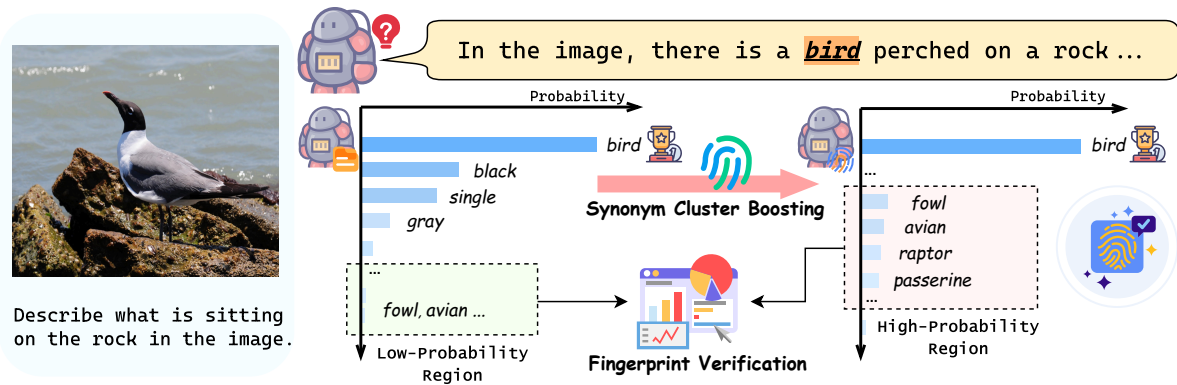 In the image, there is a bird perched on a rock...
Describe what is sitting
on the rock in the image.
Probability
bird
black
single
gray
...
fowl, avian ...
Low-Probability
Region
Synonym Cluster Boosting
Fingerprint Verification
Probability
bird
...
fowl
avian
raptor
passerine
...
High-Probability
Region
?